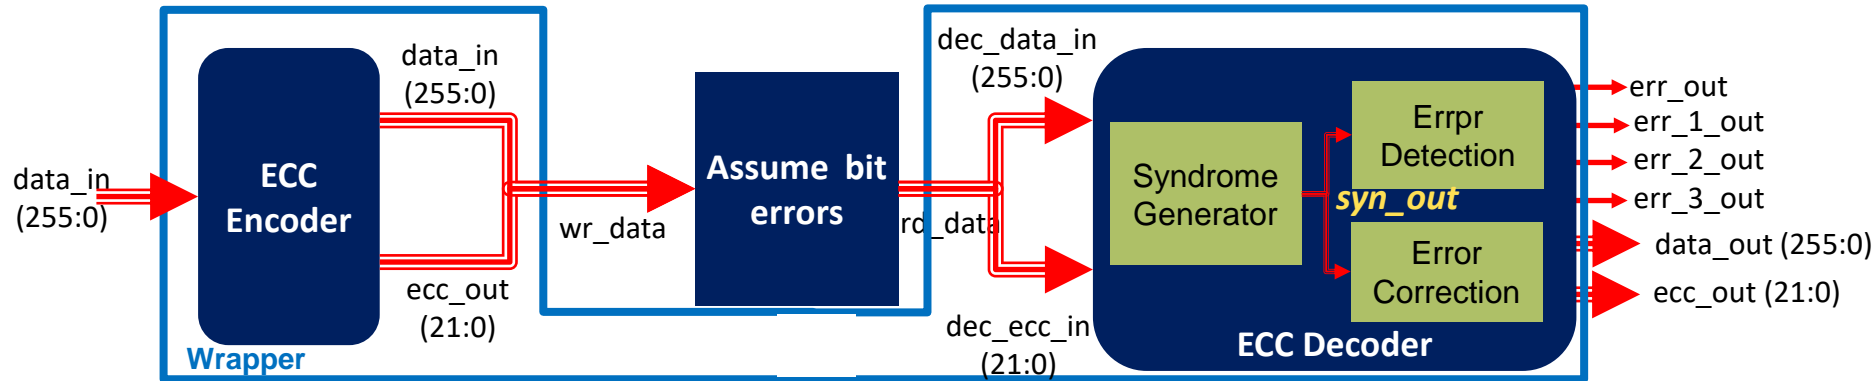 data_in
(255:0)
ECC
Encoder
data_in
(255:0)
ecc_out
(21:0)
Wrapper
wr_data
Assume bit
errors
rd_data
dec_data_in
(255:0)
dec_ecc_in
(21:0)
Syndrome
Generator
syn_out
Errpr
Detection
Error
Correction
ECC Decoder
err_out
err_1_out
err_2_out
err_3_out
data_out (255:0)
ecc_out (21:0)